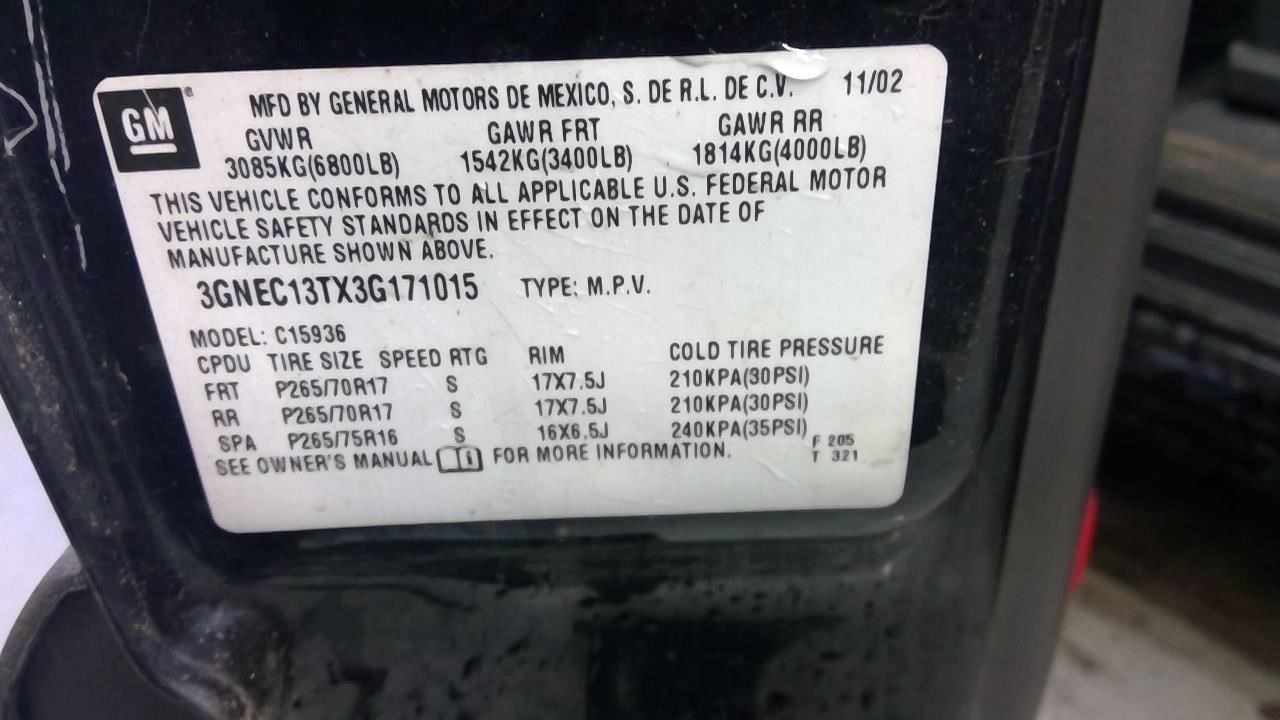 GM®
MFD BY GENERAL MOTORS DE MEXICO, S. DE R.L. DE C.V. 11/02
GVWR GAWR FRT GAWR RR
3085KG(6800LB) 1542KG(3400LB) 1814KG(4000LB)
THIS VEHICLE CONFORMS TO ALL APPLICABLE U.S. FEDERAL MOTOR
VEHICLE SAFETY STANDARDS IN EFFECT ON THE DATE OF
MANUFACTURE SHOWN ABOVE.
3GNEC13TX3G171015 TYPE: M.P.V.
MODEL: C15936
CPDU TIRE SIZE SPEED RTG RIM COLD TIRE PRESSURE
FRT P265/70R17 S 17X7.5J 210KPA(30PSI)
RR P265/70R17 S 17X7.5J 210KPA(30PSI)
SPA P265/75R16 S 16X6.5J 240KPA(35PSI)
SEE OWNER'S MANUAL FOR MORE INFORMATION.
F 205
T 321